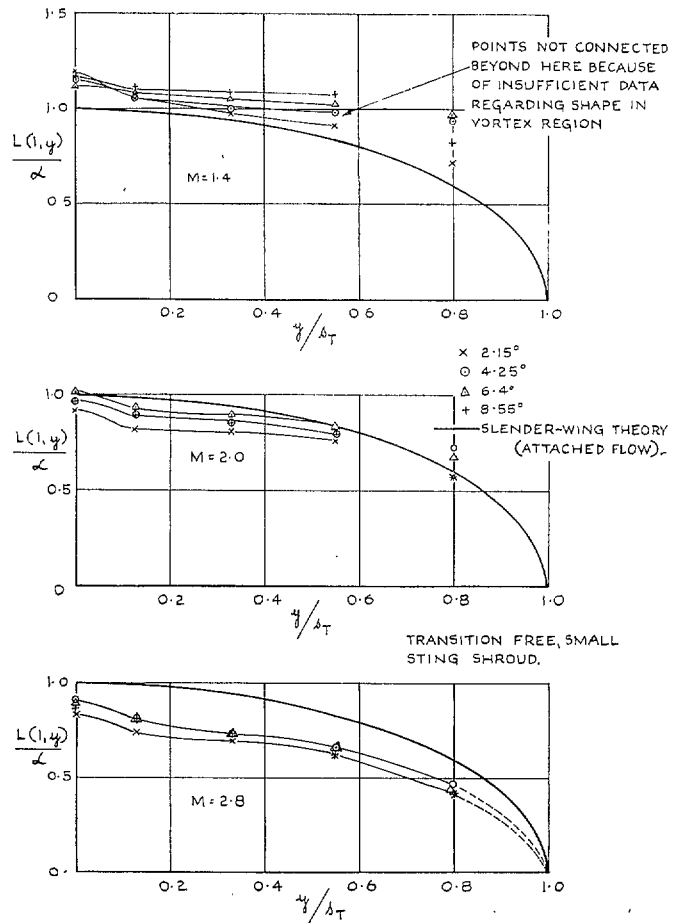 1.5
POINTS NOT CONNECTED
BEYOND HERE BECAUSE
OF INSUFFICIENT DATA
REGARDING SHAPE IN
VORTEX REGION
1.0
L(1,y)
α
M=1.4
0.5
0
0.2 0.4 0.6 0.8 1.0
y/s_T
× 2·15°
⊙ 4·25°
△ 6·4°
+ 8·55°
SLENDER-WING THEORY
(ATTACHED FLOW).
1.0
L(1,y)
α
M=2.0
0.5
0
0.2 0.4 0.6 0.8 1.0
y/s_T
TRANSITION FREE, SMALL
STING SHROUD.
1.0
L(1,y)
α
0.5
M=2.8
0.
0.2 0.4 0.6 0.8 1.0
y/s_T